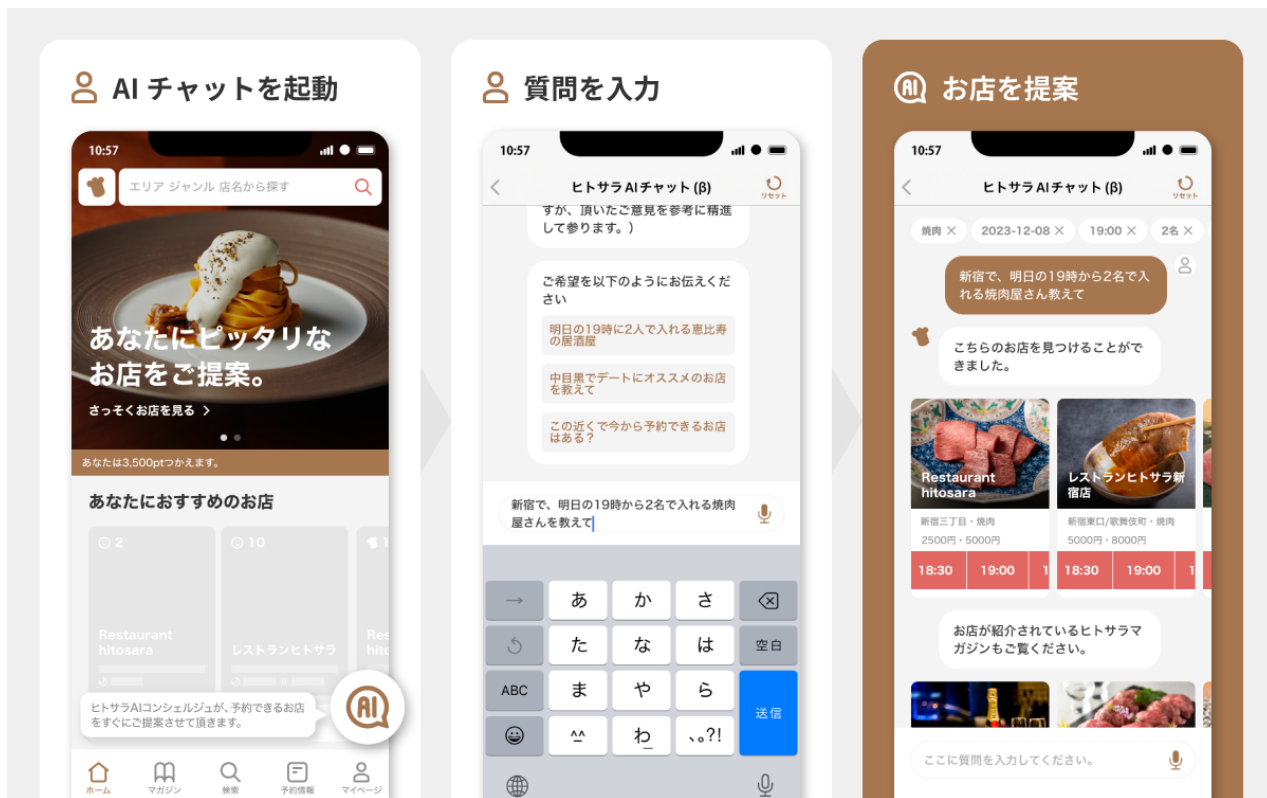 AI チャットを起動
10:57
エリア ジャンル 店名から探す
あなたにピッタリな
お店をご提案。
さっそくお店を見る
あなたは3,500ptつかえます。
あなたにおすすめのお店
2
10
1
Restaurant
hitosara
レストランヒトサラ
Res
hito
ヒトサラAIコンシェルジュが、予約できるお店
をすぐにご提案させて頂きます。
AI
ホーム
マガジン
検索
予約情報
マイページ
質問を入力
10:57
ヒトサラAIチャット(β)
リセット
すが、頂いたご意見を参考に精進
して参ります。)
ご希望を以下のようにお伝えくだ
さい
明日の19時に2人で入れる恵比寿
の居酒屋
中目黒でデートにオススメのお店
を教えて
この近くで今から予約できるお店
はある？
新宿で、明日の19時から2名で入れる焼肉
屋さんを教えて
→
あ
か
さ
た
な
は
空白
ABC
ま
や
ら
送信
^^
わ
、。?!
AI
お店を提案
10:57
ヒトサラAIチャット(β)
リセット
焼肉 ×
2023-12-08 ×
19:00 ×
2名 ×
新宿で、明日の19時から2名で入
れる焼肉屋さん教えて
こちらのお店を見つけることがで
きました。
Restaurant
hitosara
新宿三丁目・焼肉
2500円・5000円
18:30
19:00
1
レストランヒトサラ新
宿店
新宿東口/歌舞伎町・焼肉
5000円・8000円
18:30
19:00
1
お店が紹介されているヒトサラマ
ガジンもご覧ください。
ここに質問を入力してください。